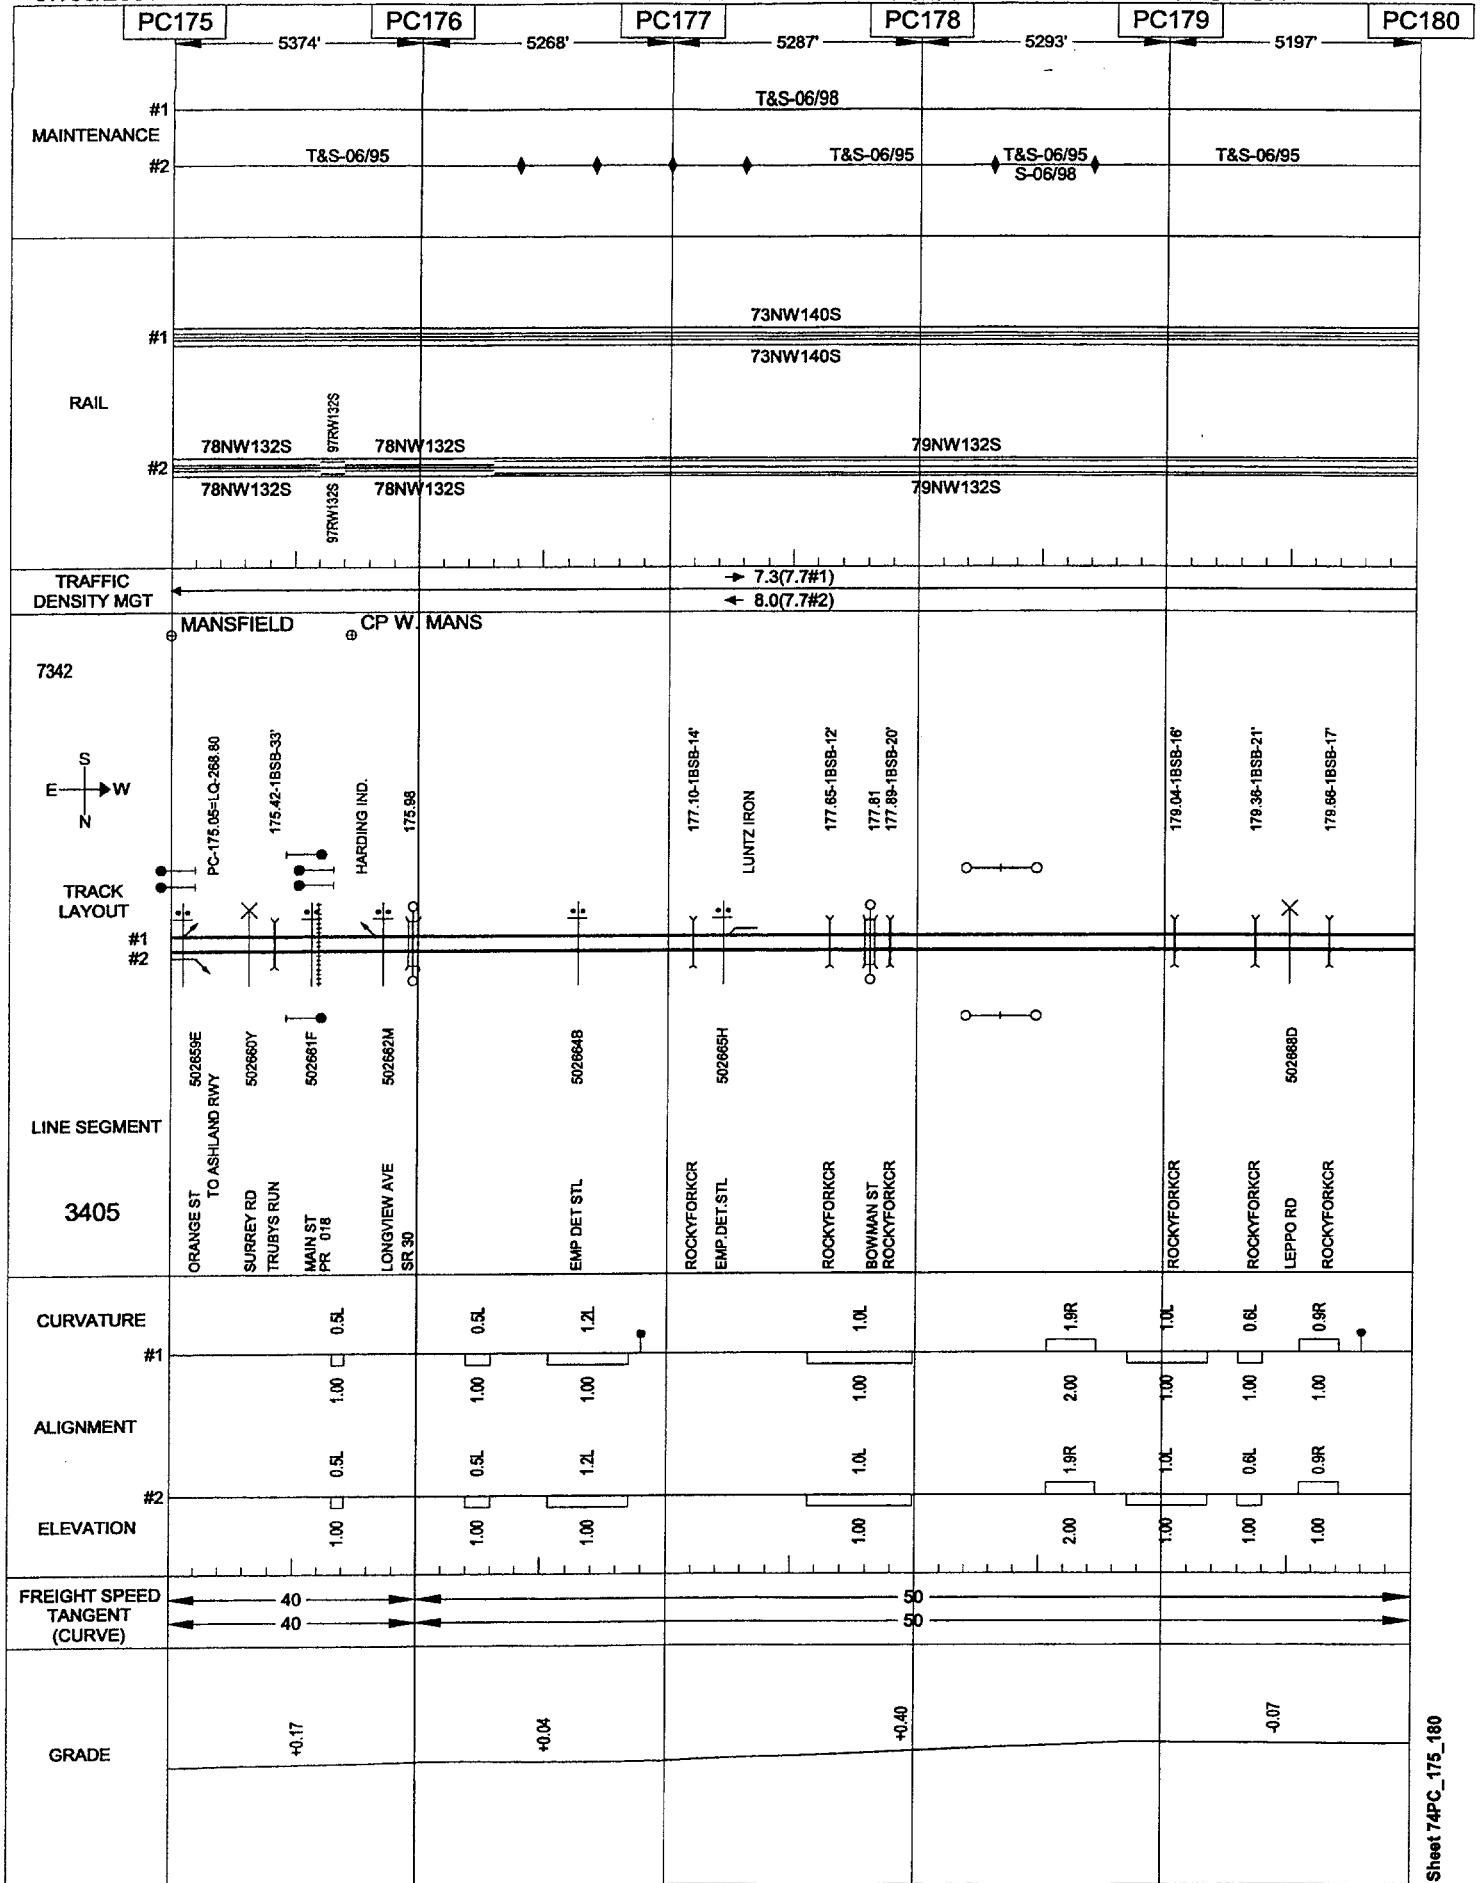 PC175 PC176 PC177 PC178 PC179 PC180
5374' 5268' 5287' 5293' 5197'
MAINTENANCE
#1 T&S-06/98
#2 T&S-06/95 T&S-06/95 T&S-06/95 T&S-06/95
S-06/98
RAIL
#1 73NW140S
73NW140S
#2 78NW132S 97RW132S 78NW132S 79NW132S
78NW132S 97RW132S 78NW132S 79NW132S
TRAFFIC
DENSITY MGT
7.3(7.7#1)
8.0(7.7#2)
MANSFIELD CP W. MANS
7342
S
E W
N
PC-175.05=LQ-268.80
175.42-1BSB-33'
HARDING IND.
175.98
177.10-1BSB-14'
LUNTZ IRON
177.65-1BSB-12'
177.81
177.89-1BSB-20'
179.04-1BSB-16'
179.36-1BSB-21'
179.66-1BSB-17'
TRACK
LAYOUT
#1
#2
502659E
502660Y
502661F
502662M
502664B
502665H
502668D
LINE SEGMENT
3405
ORANGE ST
TO ASHLAND RWY
SURREY RD
TRUBYS RUN
MAIN ST
PR 018
LONGVIEW AVE
SR 30
EMP DET STL
ROCKYFORKCR
EMP.DET.STL
ROCKYFORKCR
BOWMAN ST
ROCKYFORKCR
ROCKYFORKCR
ROCKYFORKCR
LEPPO RD
ROCKYFORKCR
CURVATURE
0.5L 0.5L 1.2L 1.0L 1.9R 1.0L 0.6L 0.9R
#1
1.00 1.00 1.00 1.00 2.00 1.00 1.00 1.00
ALIGNMENT
0.5L 0.5L 1.2L 1.0L 1.9R 1.0L 0.6L 0.9R
#2
ELEVATION
1.00 1.00 1.00 1.00 2.00 1.00 1.00 1.00
FREIGHT SPEED
TANGENT
(CURVE)
40 50
40 50
GRADE
+0.17 +0.04 +0.40 -0.07
Sheet 74PC_175_180